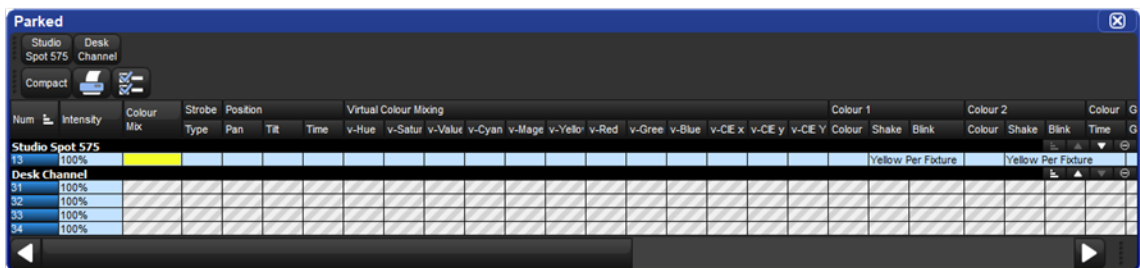 Parked
Studio Spot 575 Desk Channel
Compact
Num Intensity Colour Mix Strobe Position Virtual Colour Mixing Colour 1 Colour 2 Colour G
Type Pan Tilt Time v-Hue v-Satur v-Value v-Cyan v-Mage v-Yello v-Red v-Gree v-Blue v-CIE x v-CIE y v-CIE Y Colour Shake Blink Colour Shake Blink Time G
Studio Spot 575
13 100% Yellow Per Fixture Yellow Per Fixture
Desk Channel
31 100%
32 100%
33 100%
34 100%